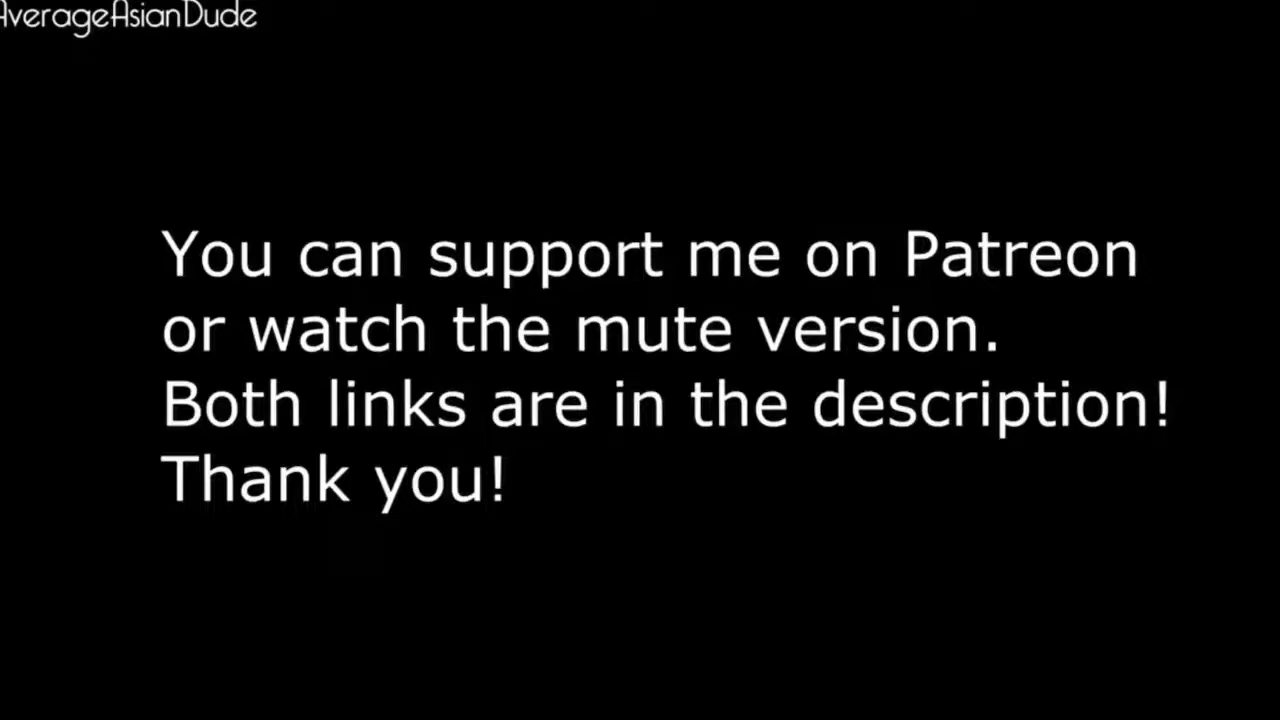 AverageAsianDude
You can support me on Patreon
or watch the mute version.
Both links are in the description!
Thank you!